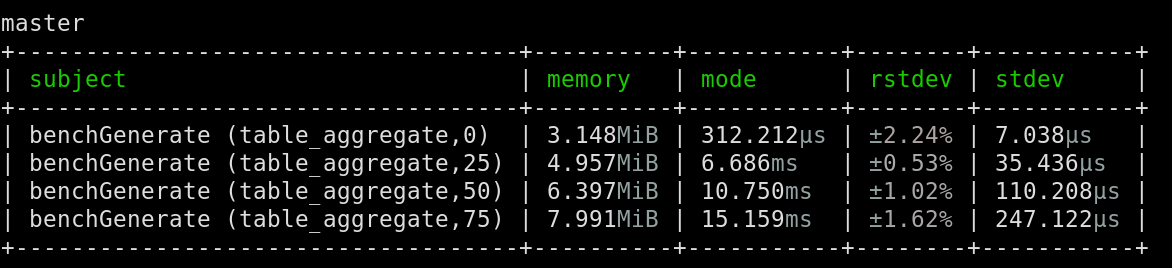 master
+------------------------------------+----------+-----------+--------+-----------+
| subject                            | memory   | mode      | rstdev | stdev     |
+------------------------------------+----------+-----------+--------+-----------+
| benchGenerate (table_aggregate,0)  | 3.148MiB | 312.212μs | ±2.24% | 7.038μs   |
| benchGenerate (table_aggregate,25) | 4.957MiB | 6.686ms   | ±0.53% | 35.436μs  |
| benchGenerate (table_aggregate,50) | 6.397MiB | 10.750ms  | ±1.02% | 110.208μs |
| benchGenerate (table_aggregate,75) | 7.991MiB | 15.159ms  | ±1.62% | 247.122μs |
+------------------------------------+----------+-----------+--------+-----------+